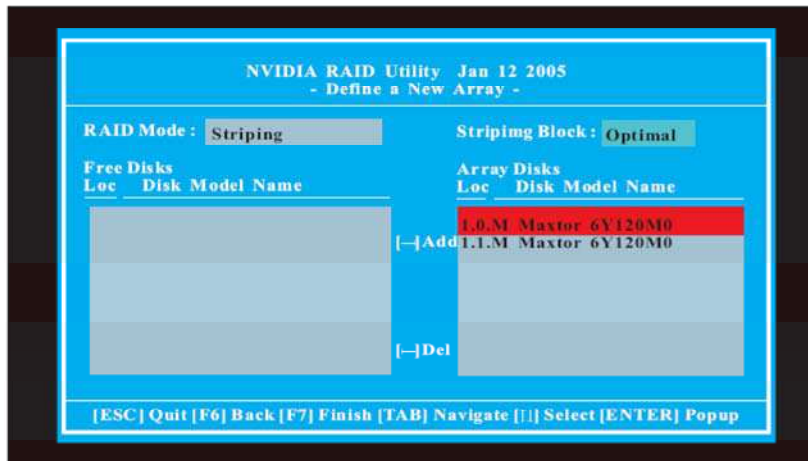 NVIDIA RAID Utility Jan 12 2005
- Define a New Array -
RAID Mode : Striping
Stripimg Block : Optimal
Free Disks
Loc Disk Model Name
Array Disks
Loc Disk Model Name
[—]Add
1.0.M Maxtor 6Y120M0
1.1.M Maxtor 6Y120M0
[—]Del
[ESC] Quit [F6] Back [F7] Finish [TAB] Navigate [↑↓] Select [ENTER] Popup